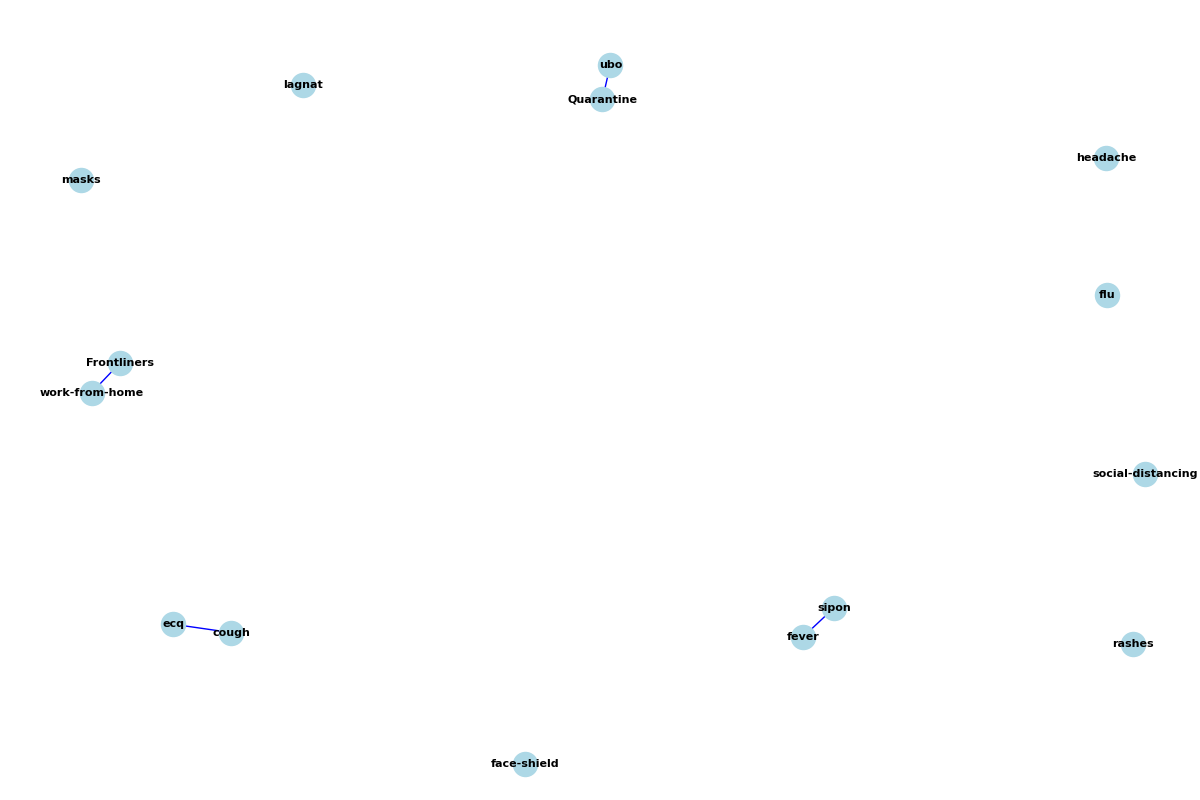 ubo
lagnat
Quarantine
headache
masks
flu
Frontliners
work-from-home
social-distancing
sipon
ecq
cough
fever
rashes
face-shield